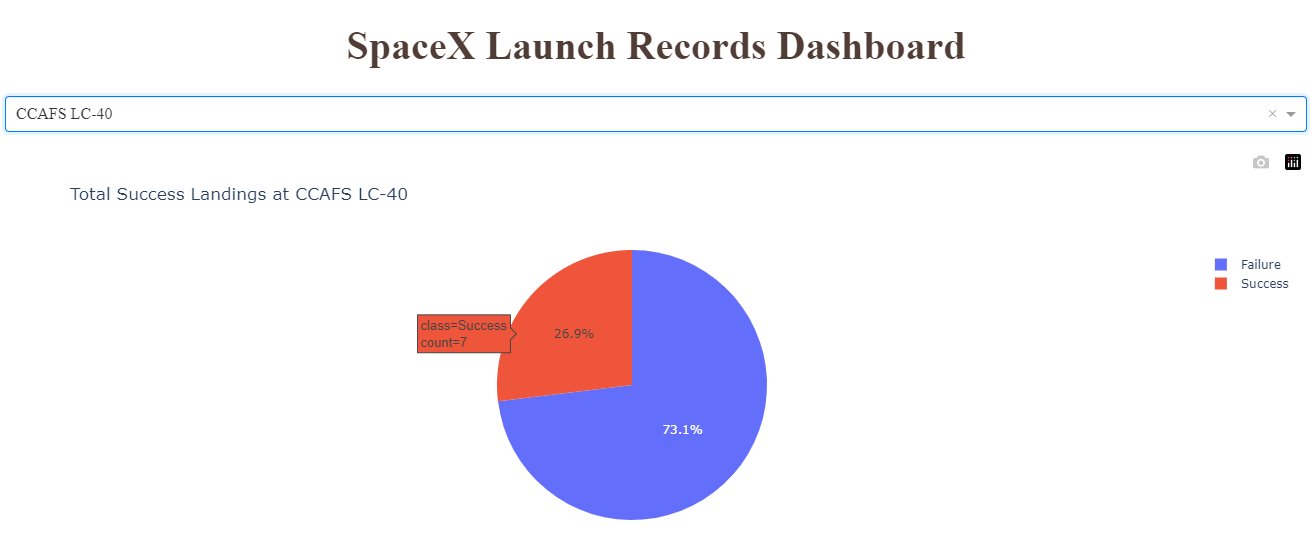 SpaceX Launch Records Dashboard
CCAFS LC-40
×
Total Success Landings at CCAFS LC-40
Failure
Success
class=Success
count=7
26.9%
73.1%